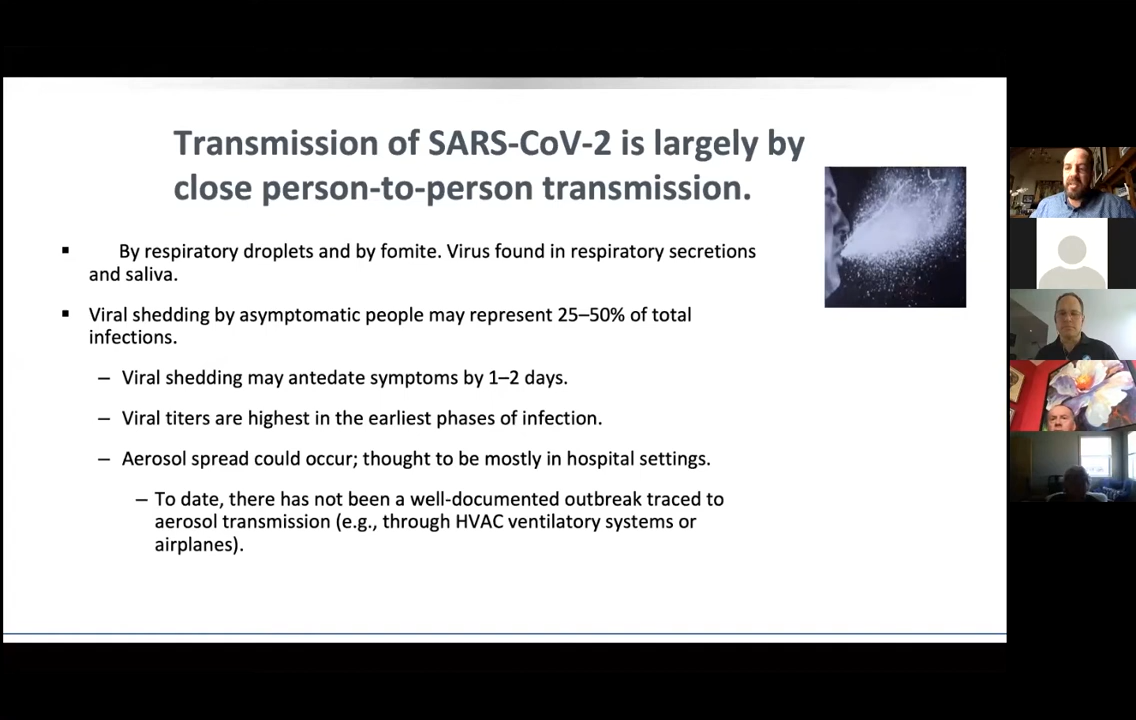 Transmission of SARS-CoV-2 is largely by
close person-to-person transmission.
▪ By respiratory droplets and by fomite. Virus found in respiratory secretions
and saliva.
▪ Viral shedding by asymptomatic people may represent 25–50% of total
infections.
– Viral shedding may antedate symptoms by 1–2 days.
– Viral titers are highest in the earliest phases of infection.
– Aerosol spread could occur; thought to be mostly in hospital settings.
– To date, there has not been a well-documented outbreak traced to
aerosol transmission (e.g., through HVAC ventilatory systems or
airplanes).